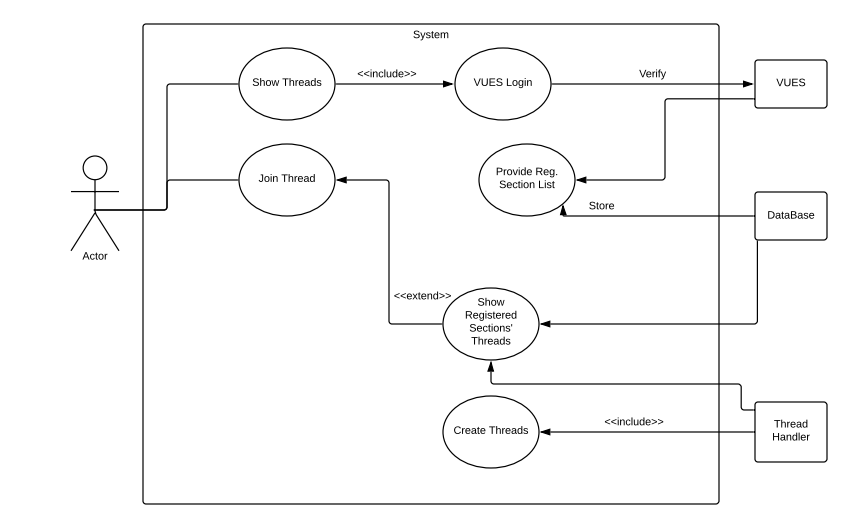 System
Show Threads
<<include>>
VUES Login
Verify
VUES
Join Thread
Provide Reg.
Section List
Store
DataBase
Actor
<<extend>>
Show
Registered
Sections'
Threads
Create Threads
<<include>>
Thread
Handler